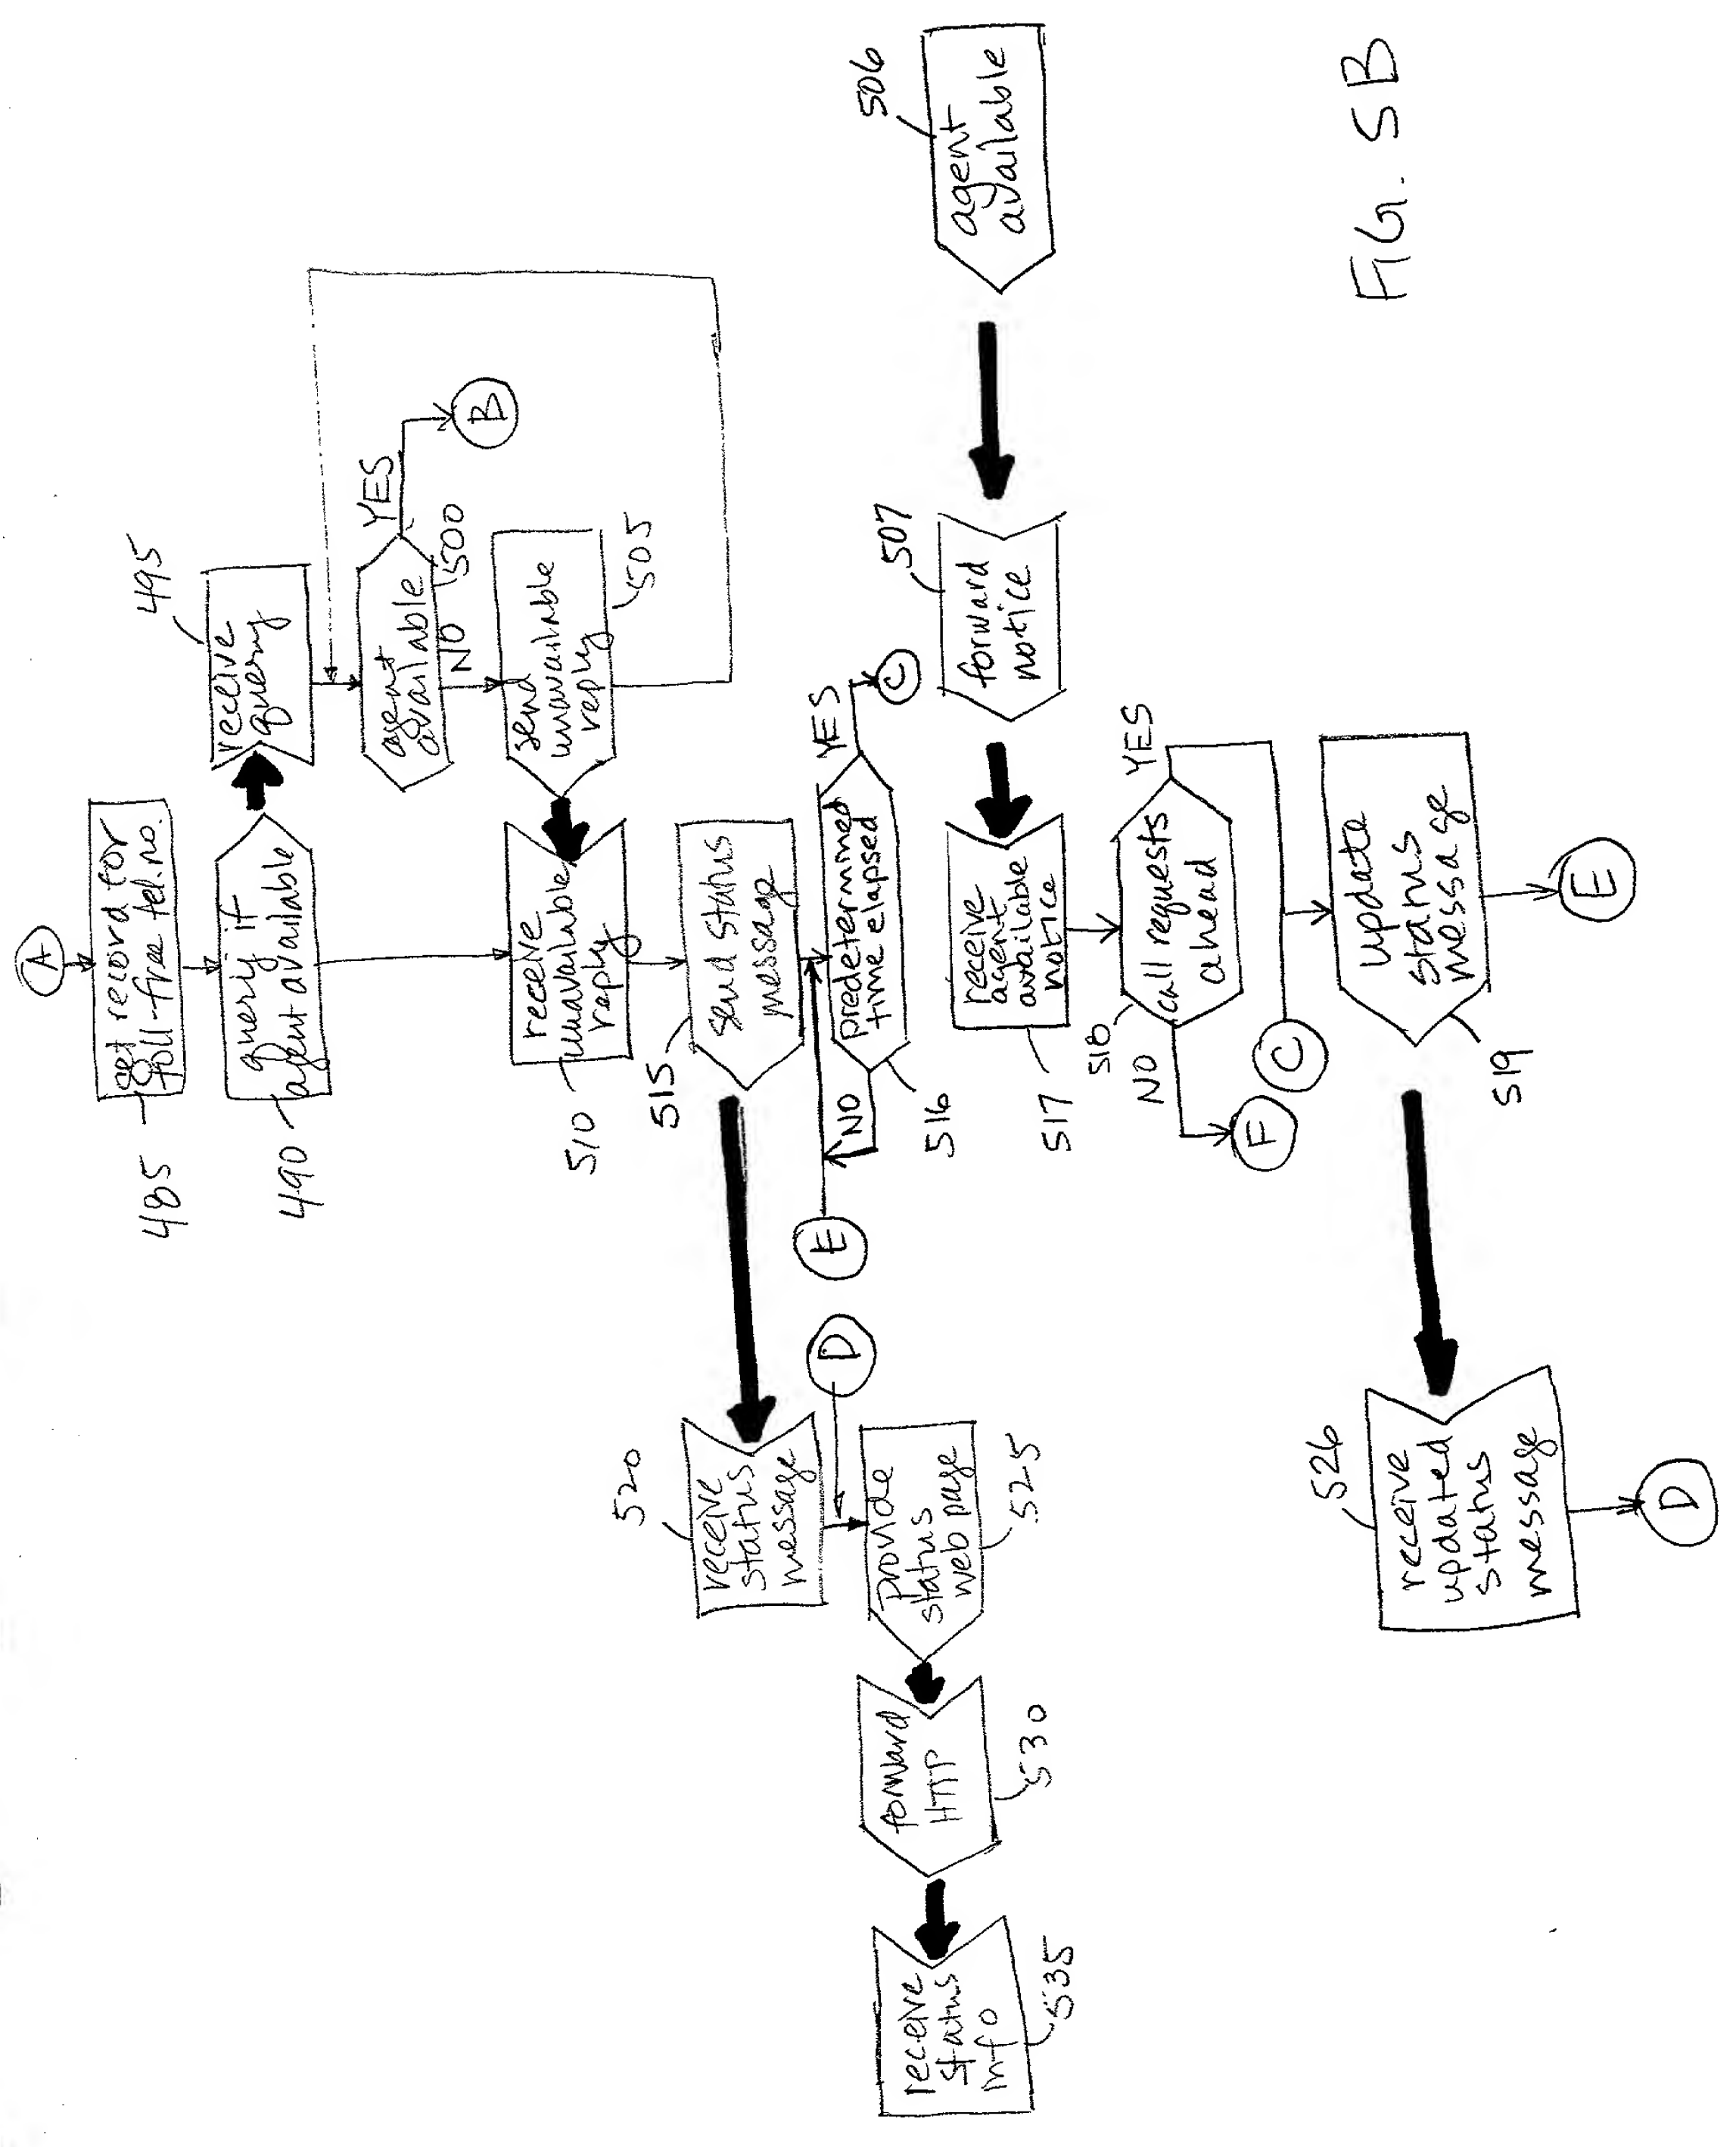 A
485
get record for
toll-free tel. no.
490
query if
agent available
495
receive
query
agent
available
500
YES
B
NO
send
unavailable
reply
505
510
receive
unavailable
reply
515
send status
message
predetermined
time elapsed
516
YES
C
NO
E
520
receive
status
message
D
Provide
status
web page
525
forward
HTTP
530
receive
status
info
535
506
agent
available
507
forward
notice
receive
agent
available
notice
517
call requests
ahead
518
YES
NO
F
C
update
status
message
519
E
526
receive
updated
status
message
D
FIG. 5B